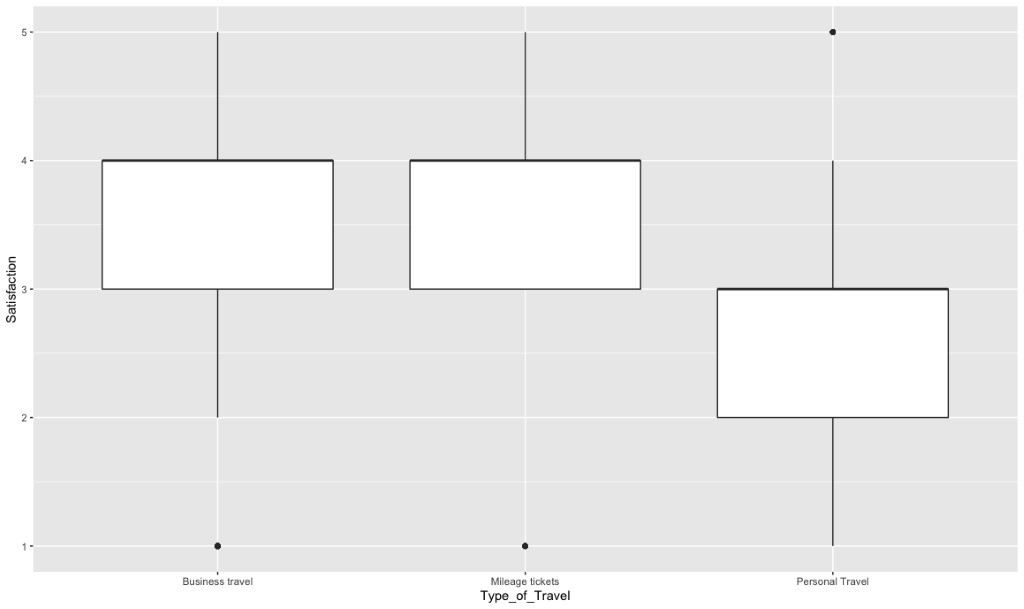 5
4
3
2
1
Satisfaction
Business travel
Mileage tickets
Personal Travel
Type_of_Travel